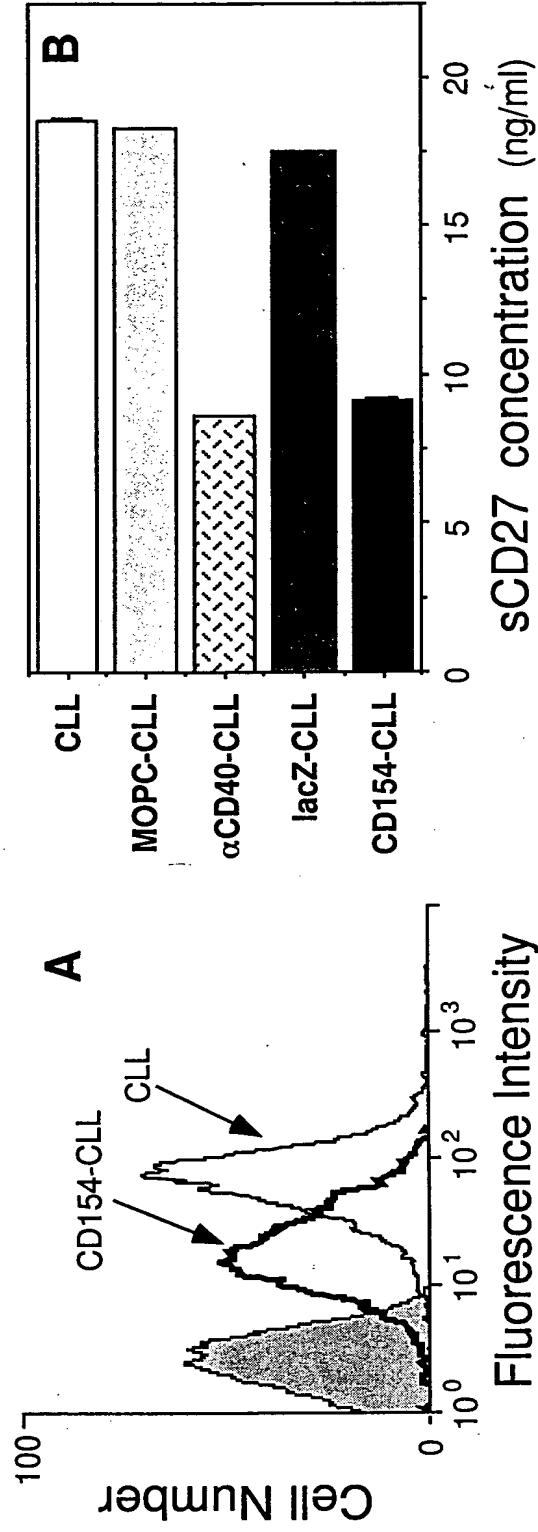 A
100
0
Cell Number
CD154-CLL
CLL
10⁰
10¹
10²
10³
Fluorescence Intensity
B
CLL
MOPC-CLL
αCD40-CLL
lacZ-CLL
CD154-CLL
0
5
10
15
20
sCD27 concentration (ng/ml)